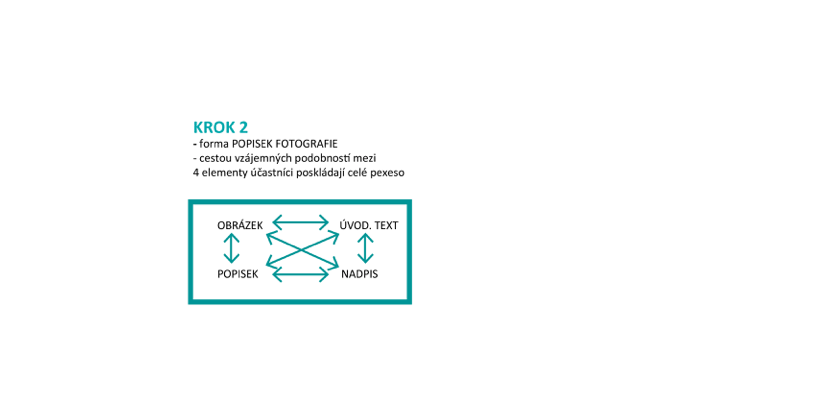 KROK 2
- forma POPISEK FOTOGRAFIE
- cestou vzájemných podobností mezi
4 elementy účastníci poskládají celé pexeso
OBRÁZEK ÚVOD. TEXT
POPISEK NADPIS